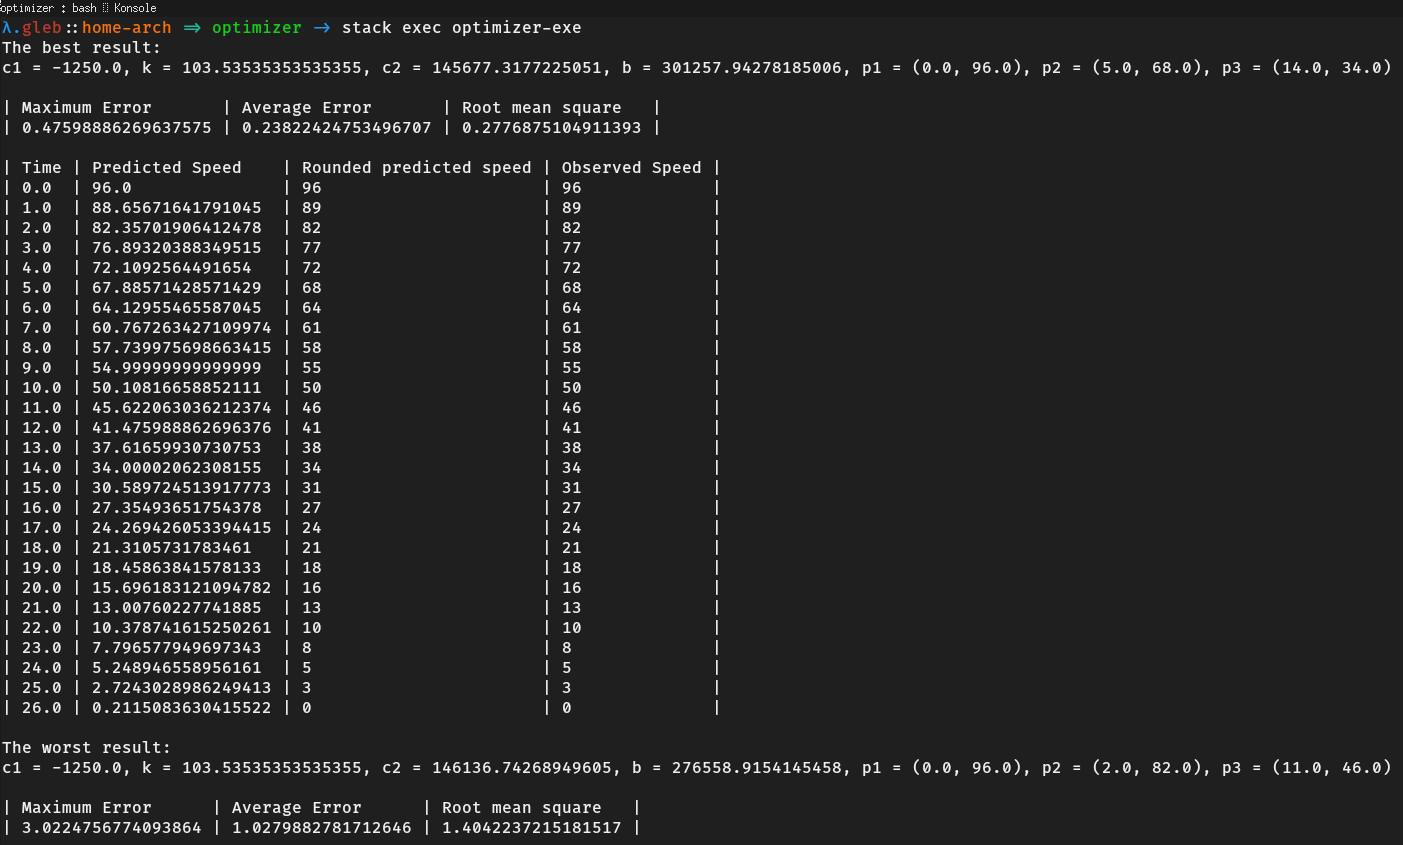 optimizer : bash — Konsole
λ.gleb::home-arch => optimizer -> stack exec optimizer-exe
The best result:
c1 = -1250.0, k = 103.53535353535355, c2 = 145677.3177225051, b = 301257.94278185006, p1 = (0.0, 96.0), p2 = (5.0, 68.0), p3 = (14.0, 34.0)
| Maximum Error       | Average Error       | Root mean square   |
| 0.47598886269637575 | 0.23822424753496707 | 0.2776875104911393 |
| Time | Predicted Speed    | Rounded predicted speed | Observed Speed |
| 0.0  | 96.0               | 96                      | 96             |
| 1.0  | 88.65671641791045  | 89                      | 89             |
| 2.0  | 82.35701906412478  | 82                      | 82             |
| 3.0  | 76.89320388349515  | 77                      | 77             |
| 4.0  | 72.1092564491654   | 72                      | 72             |
| 5.0  | 67.88571428571429  | 68                      | 68             |
| 6.0  | 64.12955465587045  | 64                      | 64             |
| 7.0  | 60.767263427109974 | 61                      | 61             |
| 8.0  | 57.739975698663415 | 58                      | 58             |
| 9.0  | 54.99999999999999  | 55                      | 55             |
| 10.0 | 50.10816658852111  | 50                      | 50             |
| 11.0 | 45.622063036212374 | 46                      | 46             |
| 12.0 | 41.475988862696376 | 41                      | 41             |
| 13.0 | 37.61659930730753  | 38                      | 38             |
| 14.0 | 34.00002062308155  | 34                      | 34             |
| 15.0 | 30.589724513917773 | 31                      | 31             |
| 16.0 | 27.35493651754378  | 27                      | 27             |
| 17.0 | 24.269426053394415 | 24                      | 24             |
| 18.0 | 21.3105731783461   | 21                      | 21             |
| 19.0 | 18.45863841578133  | 18                      | 18             |
| 20.0 | 15.696183121094782 | 16                      | 16             |
| 21.0 | 13.00760227741885  | 13                      | 13             |
| 22.0 | 10.378741615250261 | 10                      | 10             |
| 23.0 | 7.796577949697343  | 8                       | 8              |
| 24.0 | 5.248946558956161  | 5                       | 5              |
| 25.0 | 2.7243028986249413 | 3                       | 3              |
| 26.0 | 0.2115083630415522 | 0                       | 0              |
The worst result:
c1 = -1250.0, k = 103.53535353535355, c2 = 146136.74268949605, b = 276558.9154145458, p1 = (0.0, 96.0), p2 = (2.0, 82.0), p3 = (11.0, 46.0)
| Maximum Error      | Average Error      | Root mean square   |
| 3.0224756774093864 | 1.0279882781712646 | 1.4042237215181517 |